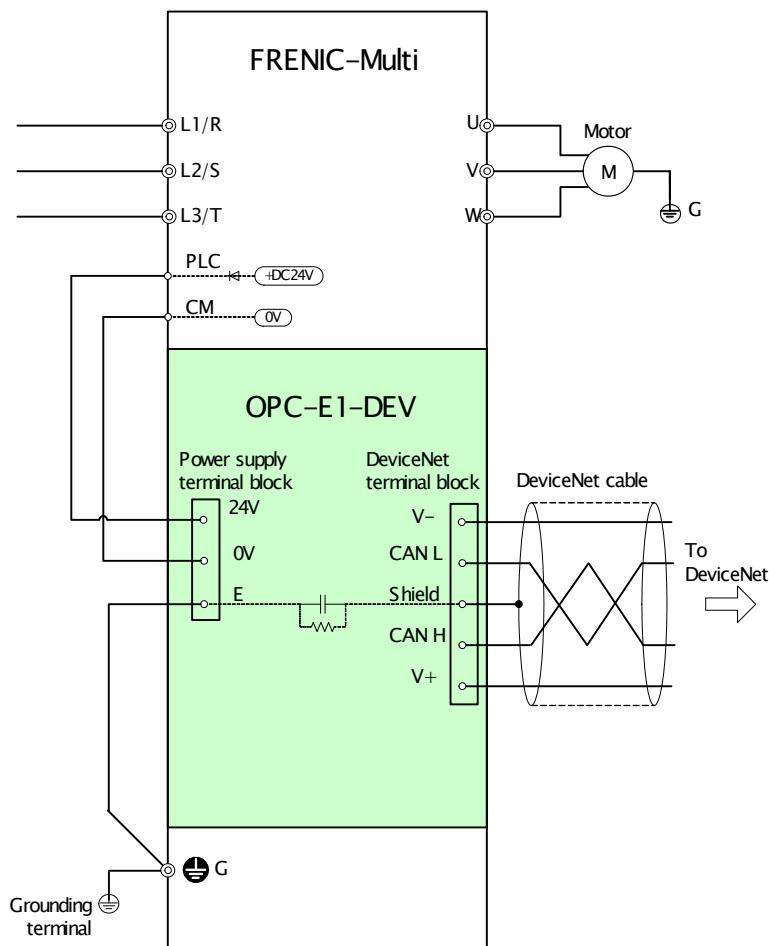 FRENIC–Multi
L1/R
U
Motor
L2/S
V
M
L3/T
W
G
PLC
+DC24V
CM
0V
OPC–E1–DEV
Power supply
terminal block
DeviceNet
terminal block
DeviceNet cable
24V
V–
0V
CAN L
To
DeviceNet
E
Shield
CAN H
V+
G
Grounding
terminal